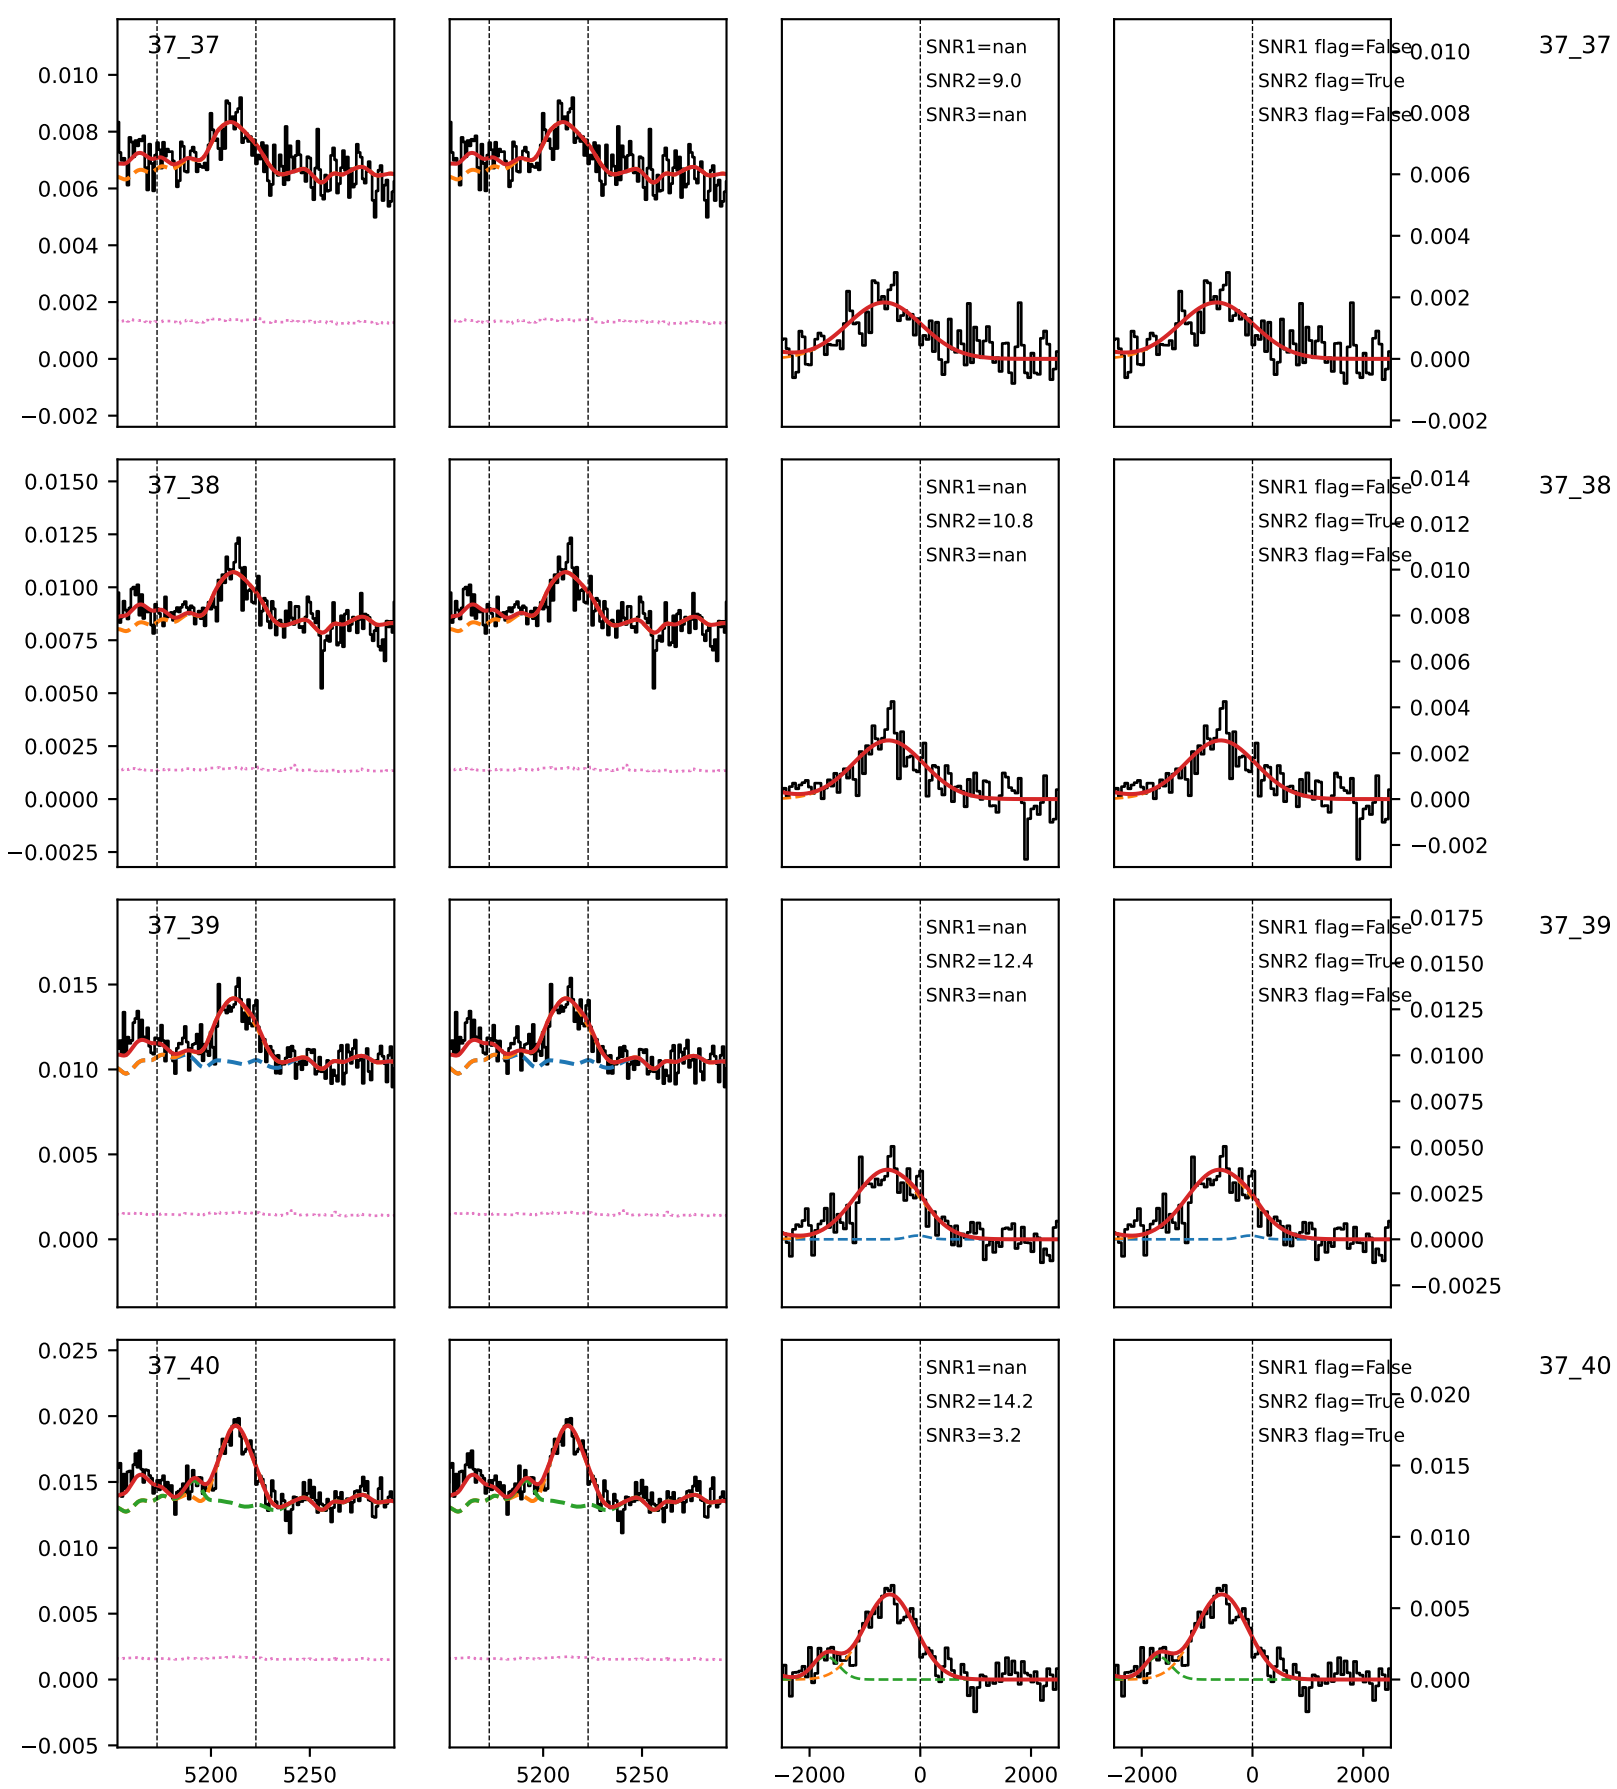 37_37
SNR1=nan
SNR2=9.0
SNR3=nan
SNR1 flag=False
SNR2 flag=True
SNR3 flag=False
37_37
0.010
0.008
0.006
0.004
0.002
0.000
−0.002
0.010
0.008
0.006
0.004
0.002
0.000
−0.002
37_38
SNR1=nan
SNR2=10.8
SNR3=nan
SNR1 flag=False
SNR2 flag=True
SNR3 flag=False
37_38
0.0150
0.0125
0.0100
0.0075
0.0050
0.0025
0.0000
−0.0025
0.014
0.012
0.010
0.008
0.006
0.004
0.002
0.000
−0.002
37_39
SNR1=nan
SNR2=12.4
SNR3=nan
SNR1 flag=False
SNR2 flag=True
SNR3 flag=False
37_39
0.015
0.010
0.005
0.000
0.0175
0.0150
0.0125
0.0100
0.0075
0.0050
0.0025
0.0000
−0.0025
37_40
SNR1=nan
SNR2=14.2
SNR3=3.2
SNR1 flag=False
SNR2 flag=True
SNR3 flag=True
37_40
0.025
0.020
0.015
0.010
0.005
0.000
−0.005
0.020
0.015
0.010
0.005
0.000
5200 5250
5200 5250
−2000 0 2000
−2000 0 2000